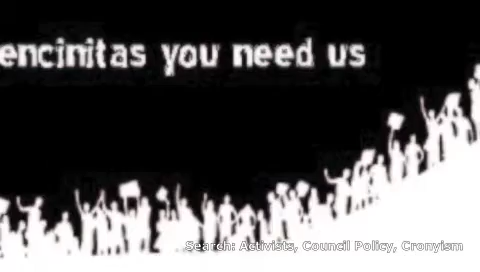 encinitas you need us
Search: Activists, Council Policy, Cronyism